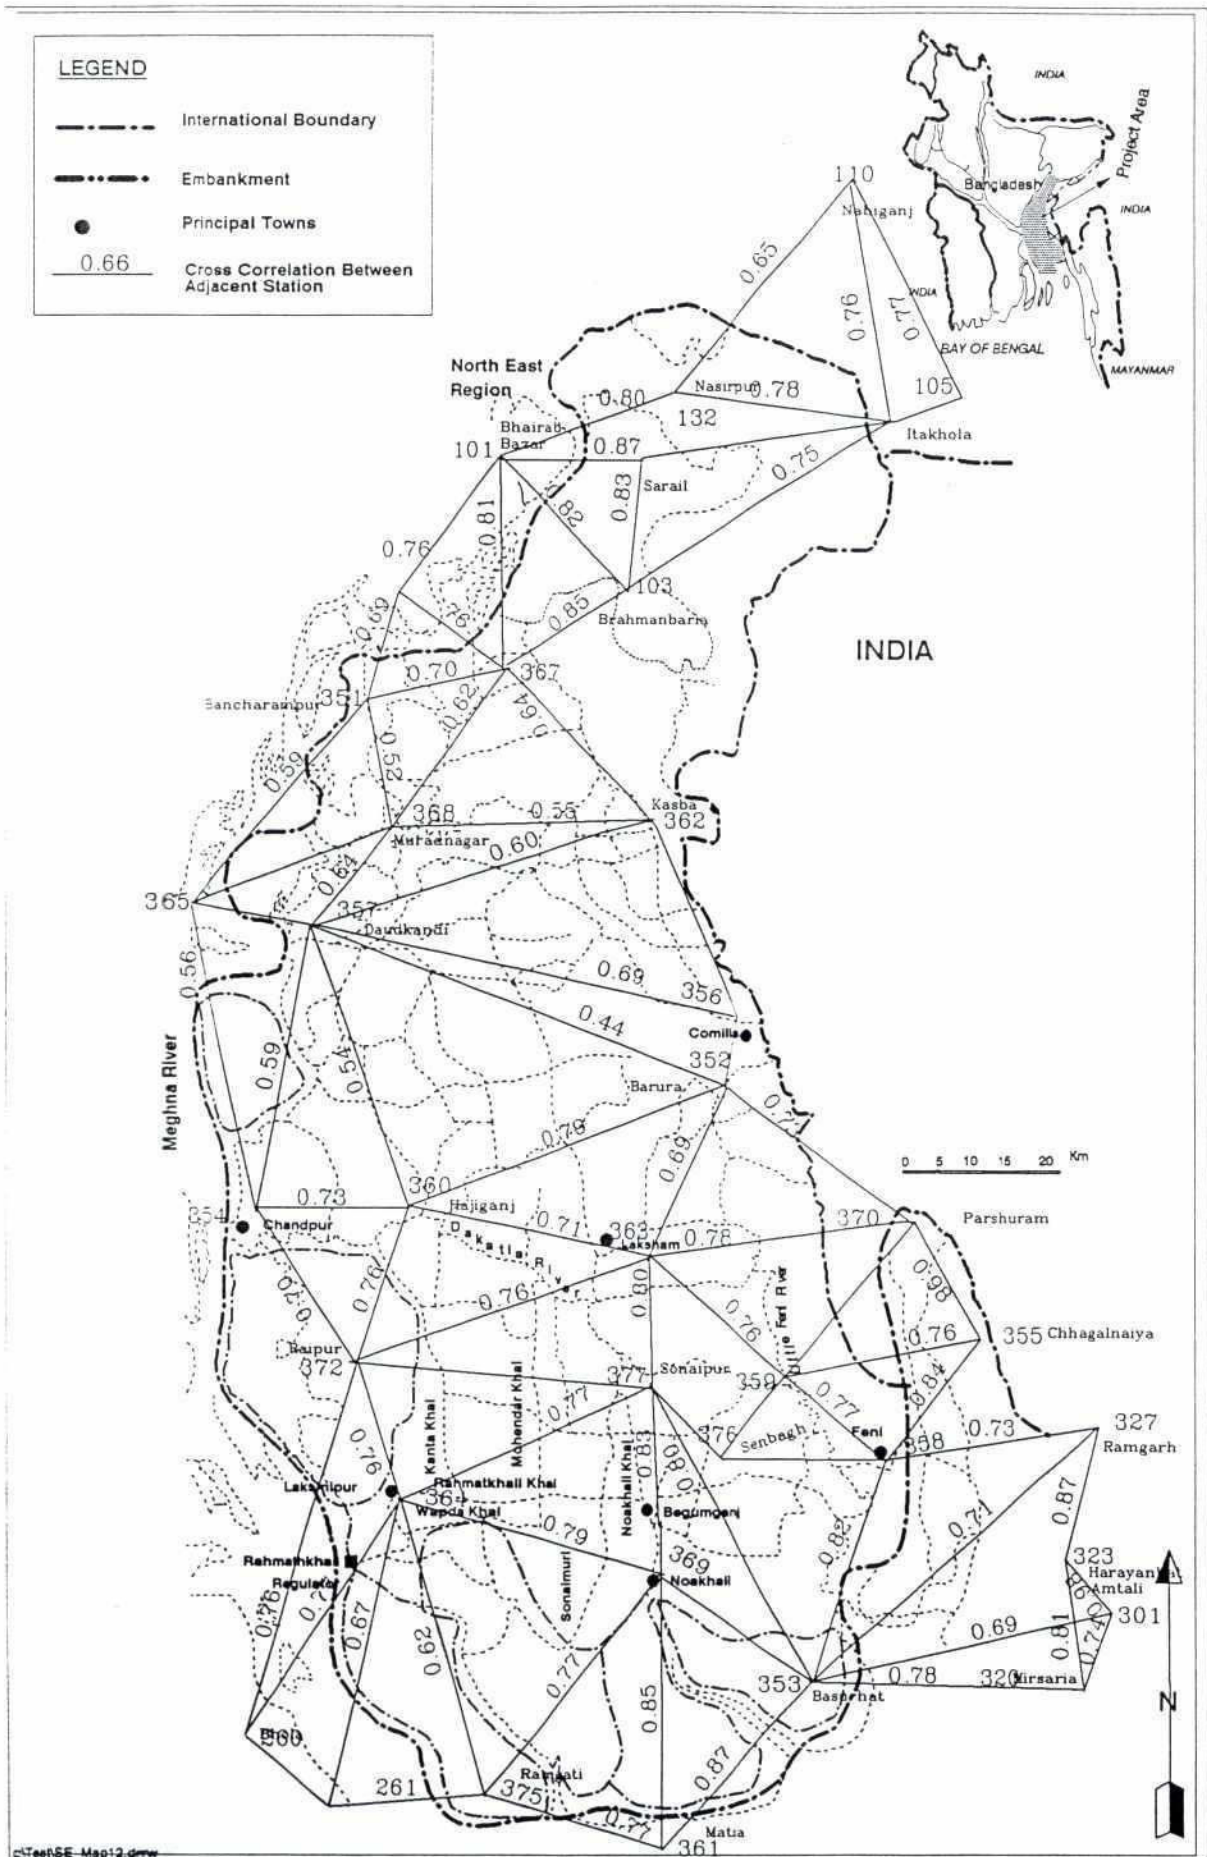 LEGEND
International Boundary
Embankment
Principal Towns
0.66
Cross Correlation Between
Adjacent Station
INDIA
Project Area
Bangladesh
INDIA
INDIA
BAY OF BENGAL
MAYANMAR
110
Nabiganj
0.65
0.76
0.77
105
North East
Region
Nasirpur
0.78
0.80
132
Itakhola
Bhairab
Bazar
101
0.87
0.75
Sarail
0.83
0.81
0.76
103
Brahmanbaria
0.69
0.85
INDIA
0.70
367
351
0.62
0.64
0.52
0.59
Kasba
368
0.55
362
Muradnagar
0.60
0.64
365
357
Daudkandi
0.56
0.69
356
0.44
Comilla
352
0.59
0.54
Barura
Meghna River
0 5 10 15 20 Km
0.69
360
0.73
Hajiganj
354
Chandpur
0.71
363
Laksham
0.78
370
Parshuram
Dakatia River
0.98
0.70
0.76
0.76
0.80
0.76
Little Feni River
0.76
355 Chhagalnaiya
Raipur
372
377
Sonaipur
359
0.84
0.77
0.77
376
Senbagh
Feni
358
0.73
327
Ramgarh
Kanta Khal
Mohendar Khal
Noakhali Khal
0.83
0.80
0.76
Lakshmipur
Rahmatkhali Khal
Wapda Khal
Begumganj
0.71
0.87
0.79
0.82
Rahmathkhali
Regulator
Sonaimuri
369
Noakhali
323
Amtali
301
0.76
0.67
0.62
0.77
0.81
0.74
0.69
353
0.78
320
Mirsaria
Basurhat
0.85
Bhola
N
261
Ramgati
375
0.87
0.77
Matia
361